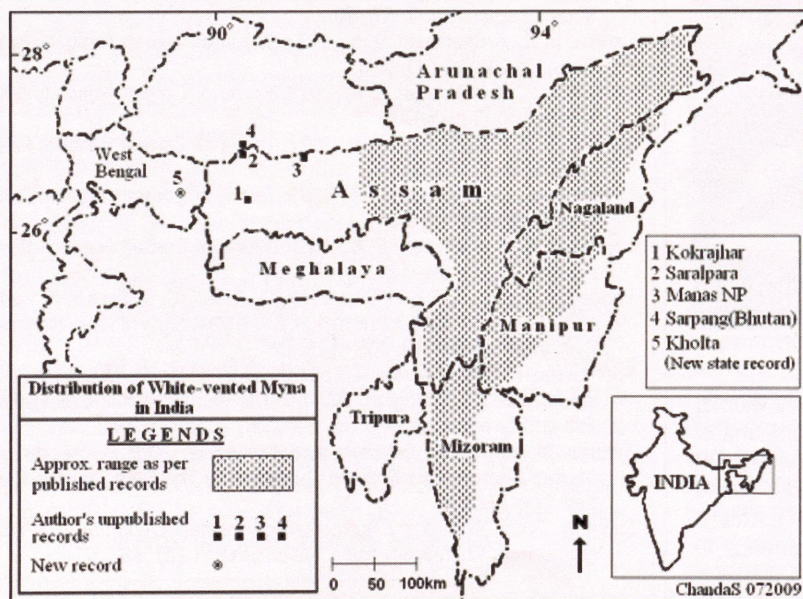 90°
94°
28°
Arunachal
Pradesh
West
Bengal
4
2
3
5
1
A s s a m
26°
Nagaland
Meghalaya
Manipur
1 Kokrajhar
2 Saralpara
3 Manas NP
4 Sarpang(Bhutan)
5 Kholta
(New state record)
Distribution of White-vented Myna
in India
LEGENDS
Approx. range as per
published records
Author's unpublished
records
1 2 3 4
New record
Tripura
Mizoram
INDIA
N
0 50 100km
ChandaS 072009